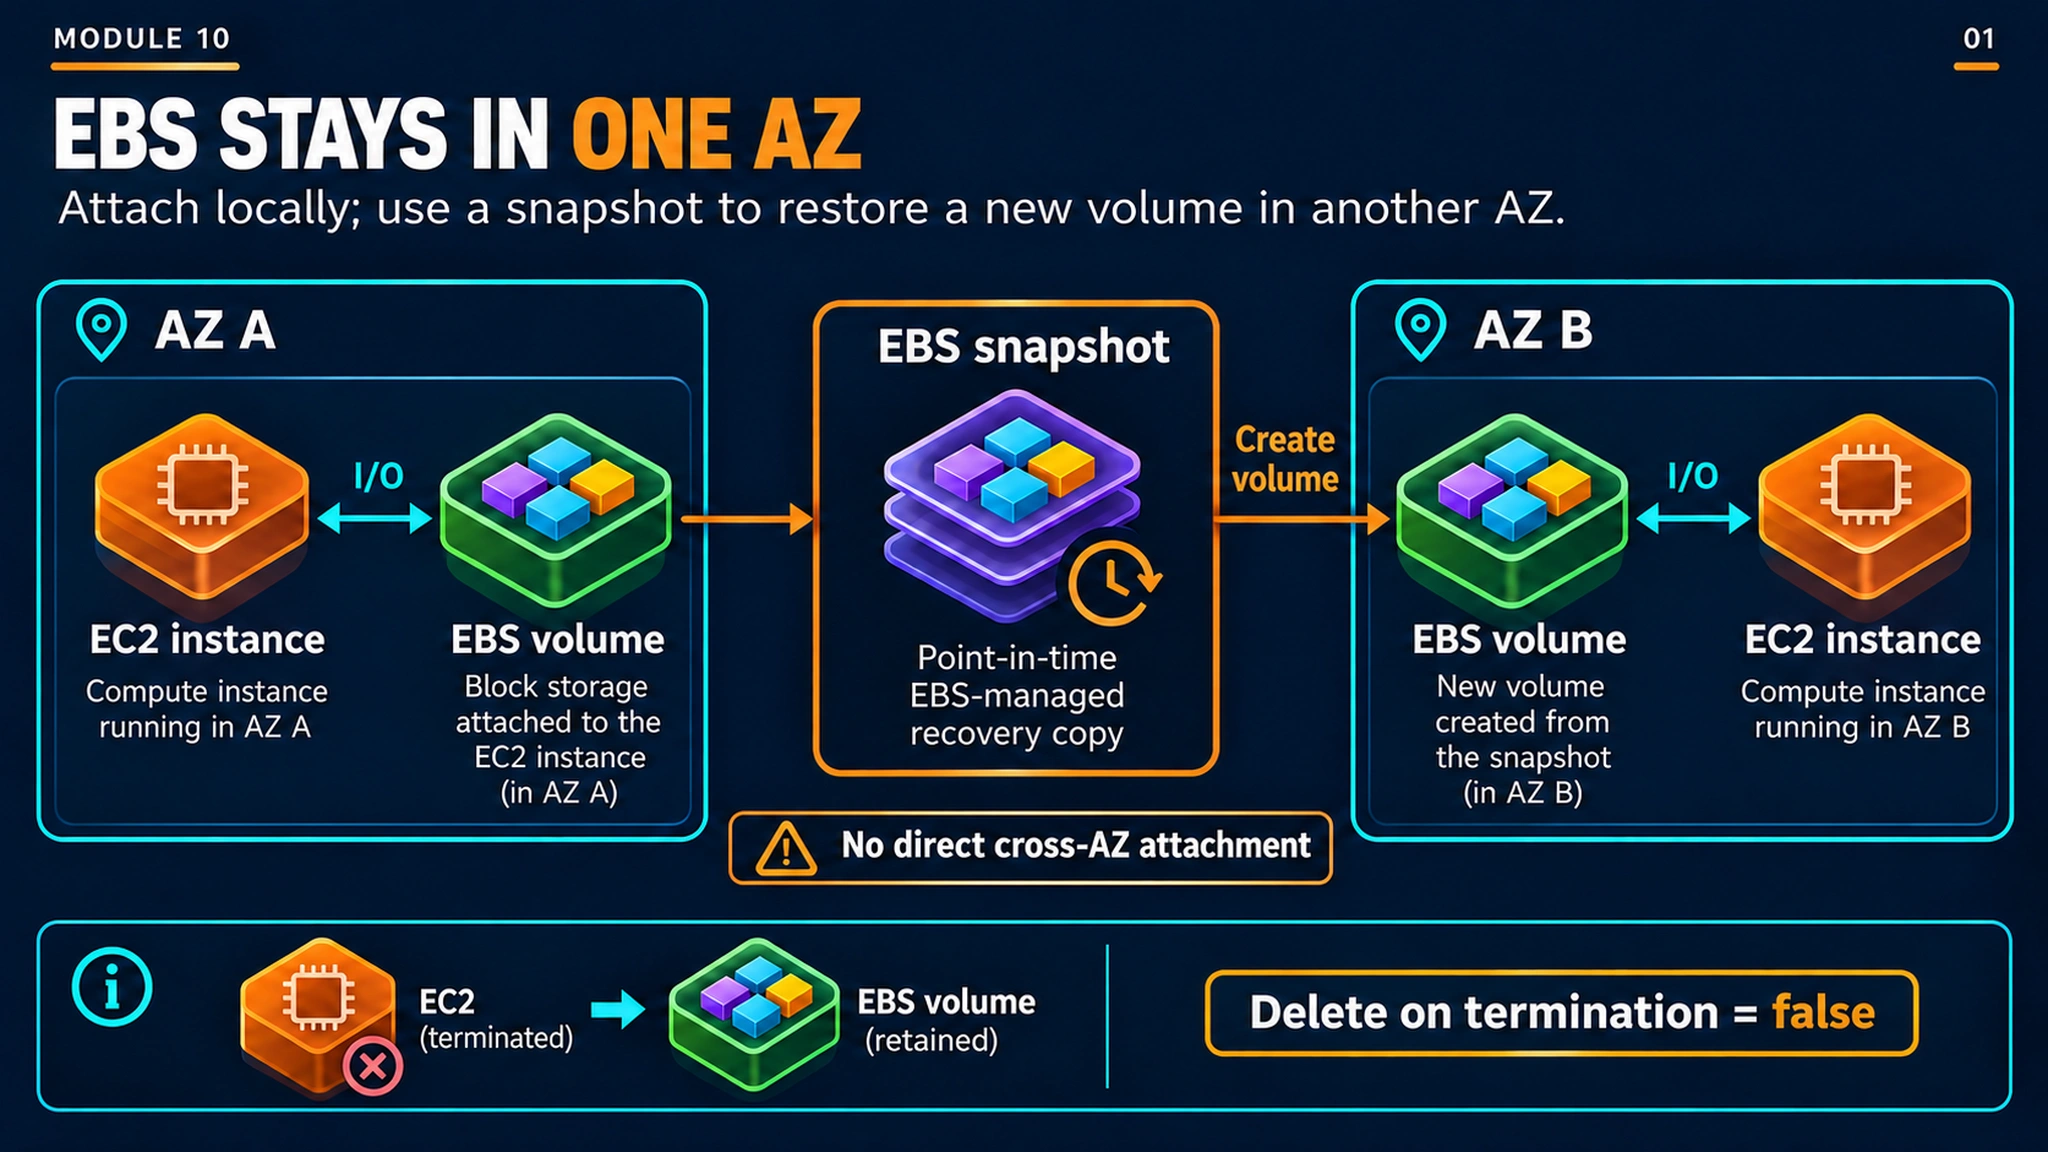 MODULE 10
01
EBS STAYS IN ONE AZ
Attach locally; use a snapshot to restore a new volume in another AZ.
AZ A
I/O
EC2 instance
Compute instance
running in AZ A
EBS volume
Block storage
attached to the
EC2 instance
(in AZ A)
EBS snapshot
Point-in-time
EBS-managed
recovery copy
Create
volume
AZ B
I/O
EBS volume
New volume
created from
the snapshot
(in AZ B)
EC2 instance
Compute instance
running in AZ B
No direct cross-AZ attachment
EC2
(terminated)
EBS volume
(retained)
Delete on termination = false